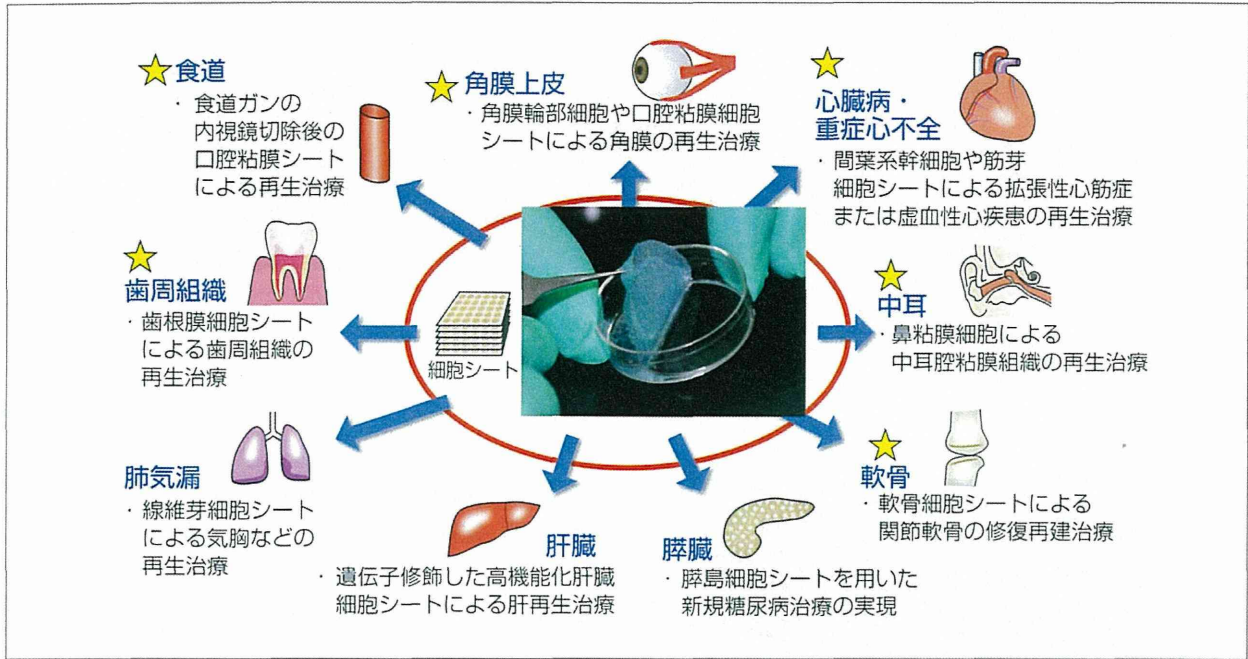 食道
・ 食道ガンの
内視鏡切除後の
口腔粘膜シート
による再生治療
角膜上皮
・ 角膜輪部細胞や口腔粘膜細胞
シートによる角膜の再生治療
心臓病・
重症心不全
・ 間葉系幹細胞や筋芽
細胞シートによる拡張性心筋症
または虚血性心疾患の再生治療
歯周組織
・ 歯根膜細胞シート
による歯周組織の
再生治療
細胞シート
中耳
・ 鼻粘膜細胞による
中耳腔粘膜組織の再生治療
肺気漏
・ 線維芽細胞シート
による気胸などの
再生治療
肝臓
・ 遺伝子修飾した高機能化肝臓
細胞シートによる肝再生治療
膵臓
・ 膵島細胞シートを用いた
新規糖尿病治療の実現
軟骨
・ 軟骨細胞シートによる
関節軟骨の修復再建治療